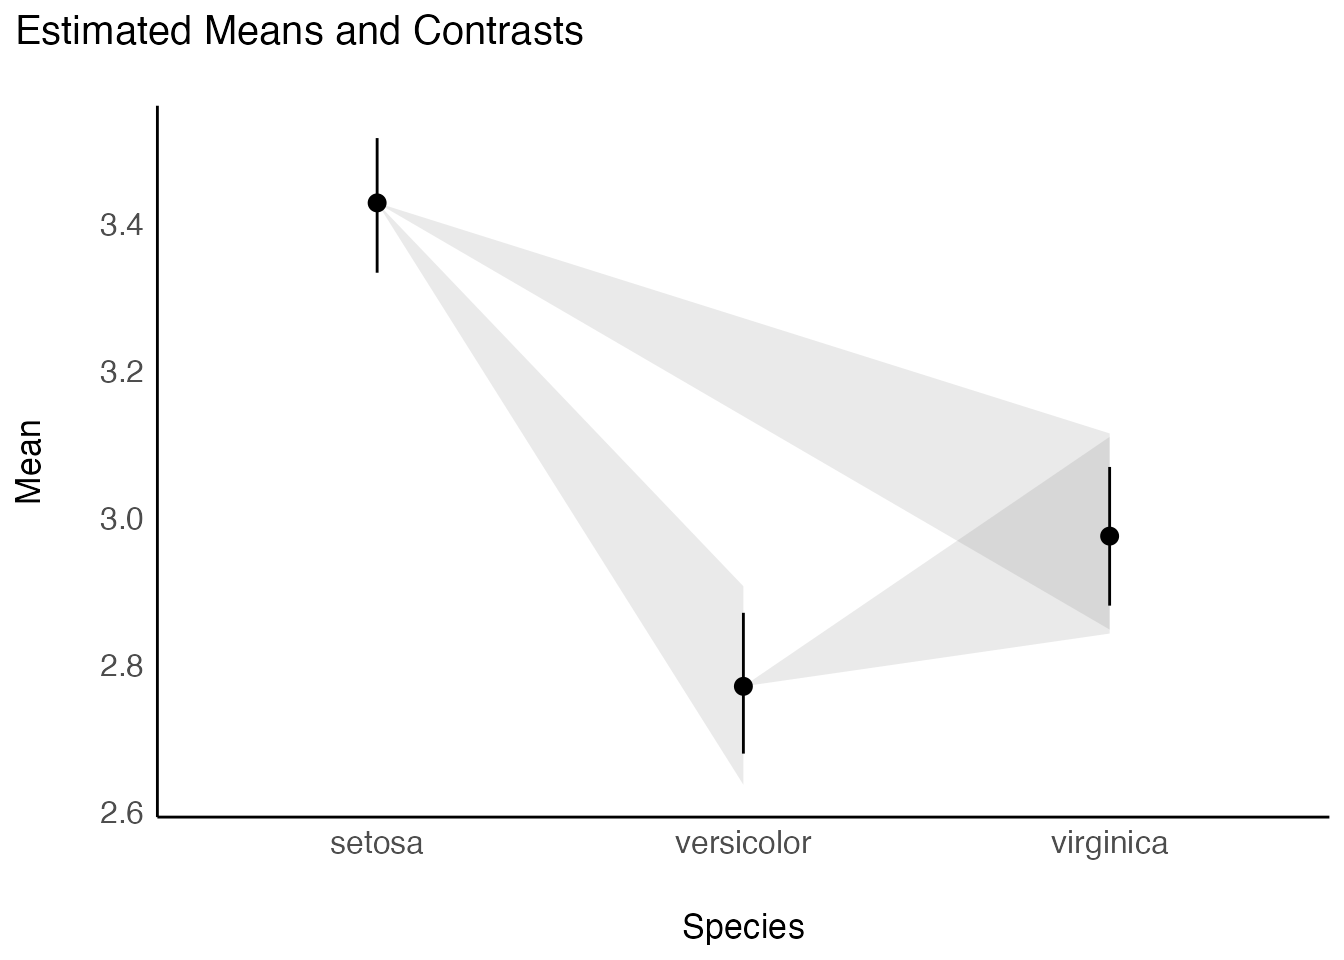 Estimated Means and Contrasts
3.4
3.2
3.0
2.8
2.6
Mean
setosa versicolor virginica
Species